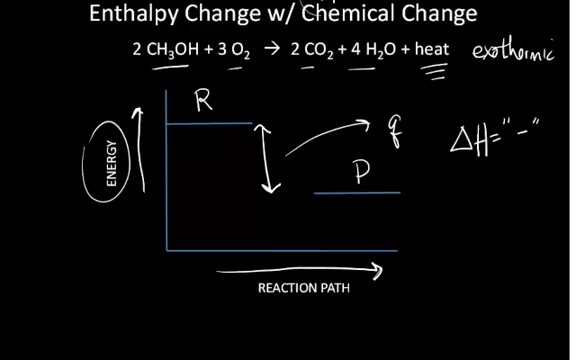 Enthalpy Change w/ Chemical Change
2 CH₃OH + 3 O₂ → 2 CO₂ + 4 H₂O + heat exothermic
R
q
ΔH = " - "
P
ENERGY
REACTION PATH